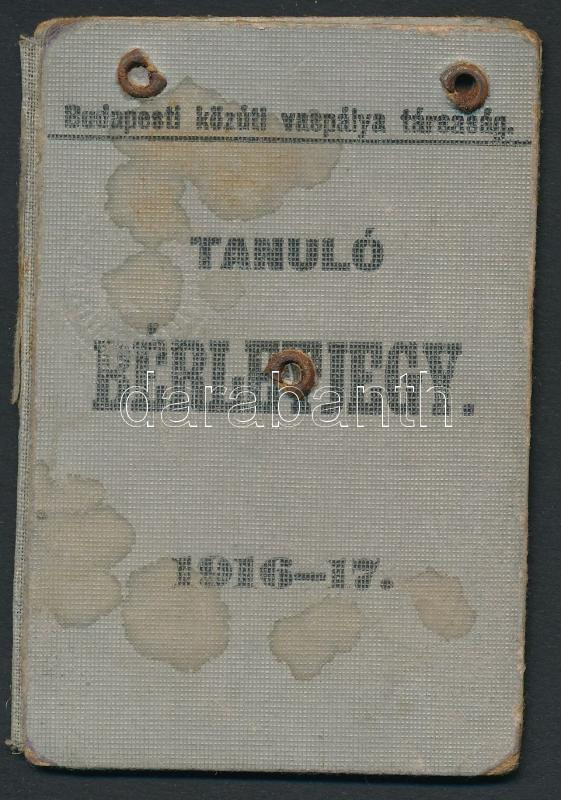 Budapesti közúti vaspálya társaság.
TANULÓ
BÉRLETJEGY.
darabanth
1916–17.